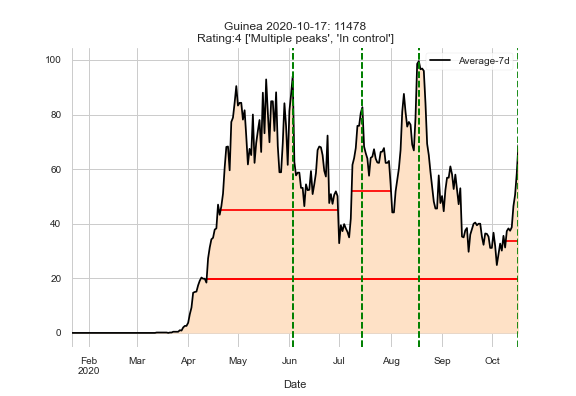 Guinea 2020-10-17: 11478
Rating:4 ['Multiple peaks', 'In control']
Average-7d
100
80
60
40
20
0
Feb Mar Apr May Jun Jul Aug Sep Oct
2020
Date